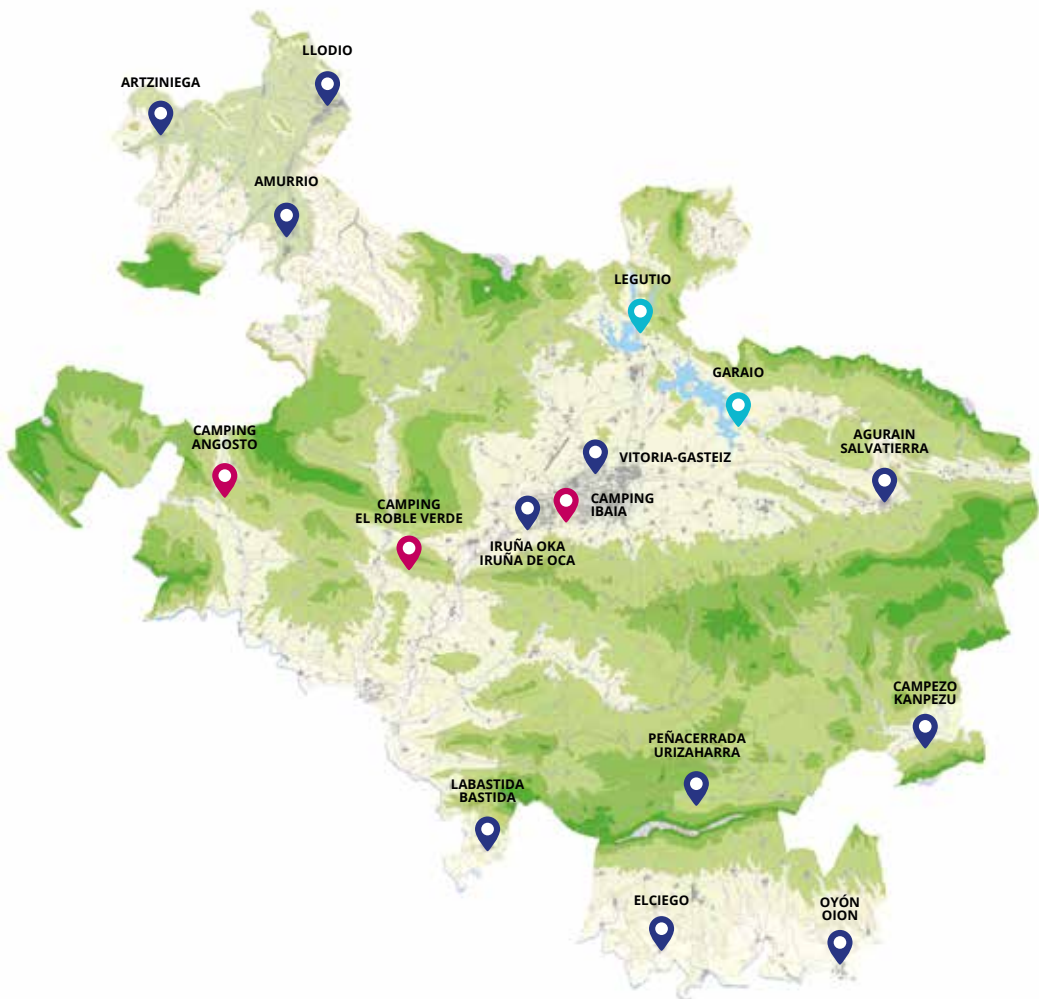 LLODIO
ARTZINIEGA
AMURRIO
LEGUTIO
GARAIO
CAMPING
ANGOSTO
AGURAIN
SALVATIERRA
VITORIA-GASTEIZ
CAMPING
IBAIA
CAMPING
EL ROBLE VERDE
IRUÑA OKA
IRUÑA DE OCA
CAMPEZO
KANPEZU
PEÑACERRADA
URIZAHARRA
LABASTIDA
BASTIDA
ELCIEGO
OYÓN
OION